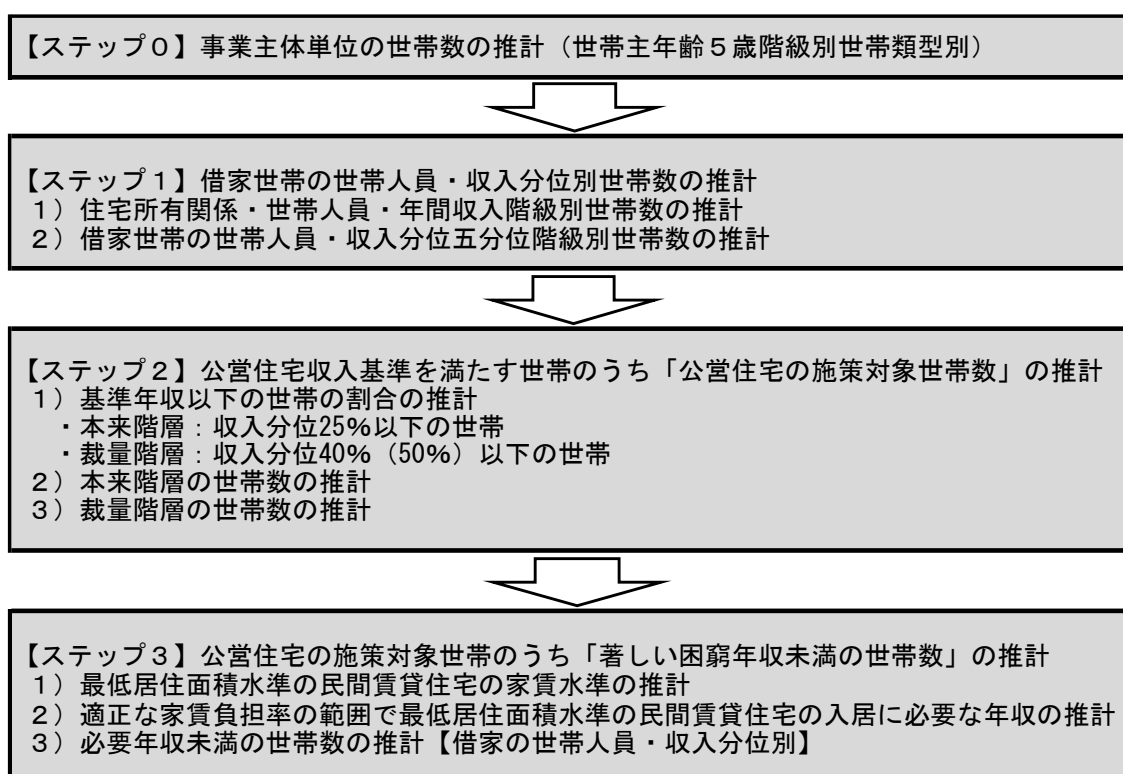 【ステップ０】事業主体単位の世帯数の推計（世帯主年齢５歳階級別世帯類型別）
【ステップ１】借家世帯の世帯人員・収入分位別世帯数の推計
１）住宅所有関係・世帯人員・年間収入階級別世帯数の推計
２）借家世帯の世帯人員・収入分位五分位階級別世帯数の推計
【ステップ２】公営住宅収入基準を満たす世帯のうち「公営住宅の施策対象世帯数」の推計
１）基準年収以下の世帯の割合の推計
・本来階層：収入分位25％以下の世帯
・裁量階層：収入分位40％（50％）以下の世帯
２）本来階層の世帯数の推計
３）裁量階層の世帯数の推計
【ステップ３】公営住宅の施策対象世帯のうち「著しい困窮年収未満の世帯数」の推計
１）最低居住面積水準の民間賃貸住宅の家賃水準の推計
２）適正な家賃負担率の範囲で最低居住面積水準の民間賃貸住宅の入居に必要な年収の推計
３）必要年収未満の世帯数の推計【借家の世帯人員・収入分位別】